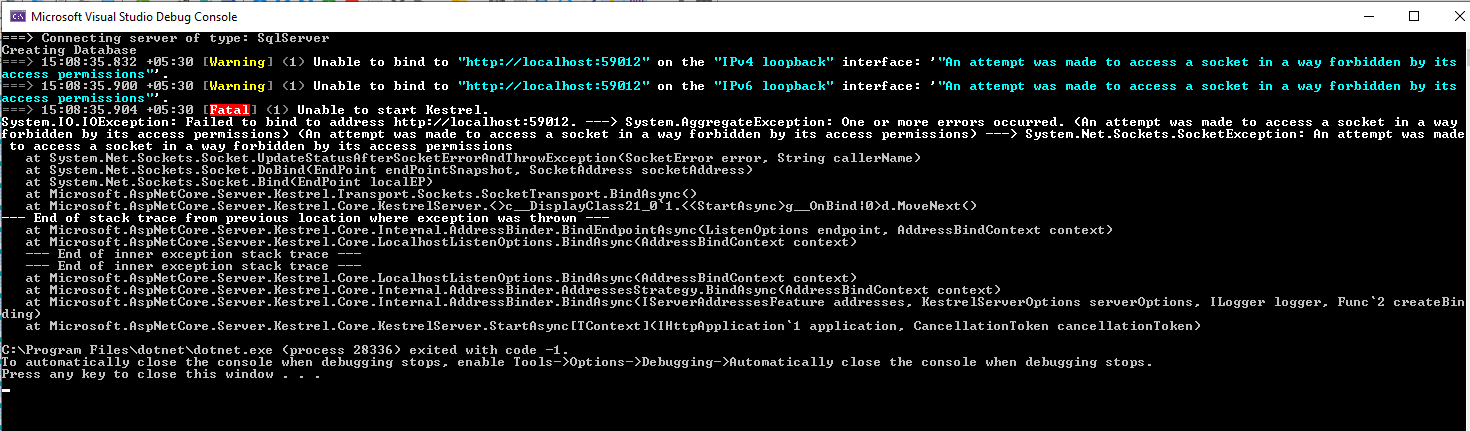 Microsoft Visual Studio Debug Console
===> Connecting server of type: SqlServer
Creating Database
===> 15:08:35.832 +05:30 [Warning] (1) Unable to bind to "http://localhost:59012" on the "IPv4 loopback" interface: '"An attempt was made to access a socket in a way forbidden by its
access permissions"'.
===> 15:08:35.900 +05:30 [Warning] (1) Unable to bind to "http://localhost:59012" on the "IPv6 loopback" interface: '"An attempt was made to access a socket in a way forbidden by its
access permissions"'.
===> 15:08:35.904 +05:30 [Fatal] (1) Unable to start Kestrel.
System.IO.IOException: Failed to bind to address http://localhost:59012. ---> System.AggregateException: One or more errors occurred. (An attempt was made to access a socket in a way
forbidden by its access permissions) (An attempt was made to access a socket in a way forbidden by its access permissions) ---> System.Net.Sockets.SocketException: An attempt was made
 to access a socket in a way forbidden by its access permissions
   at System.Net.Sockets.Socket.UpdateStatusAfterSocketErrorAndThrowException(SocketError error, String callerName)
   at System.Net.Sockets.Socket.DoBind(EndPoint endPointSnapshot, SocketAddress socketAddress)
   at System.Net.Sockets.Socket.Bind(EndPoint localEP)
   at Microsoft.AspNetCore.Server.Kestrel.Transport.Sockets.SocketTransport.BindAsync()
   at Microsoft.AspNetCore.Server.Kestrel.Core.KestrelServer.<>c__DisplayClass21_0`1.<<StartAsync>g__OnBind|0>d.MoveNext()
--- End of stack trace from previous location where exception was thrown ---
   at Microsoft.AspNetCore.Server.Kestrel.Core.Internal.AddressBinder.BindEndpointAsync(ListenOptions endpoint, AddressBindContext context)
   at Microsoft.AspNetCore.Server.Kestrel.Core.LocalhostListenOptions.BindAsync(AddressBindContext context)
   --- End of inner exception stack trace ---
   --- End of inner exception stack trace ---
   at Microsoft.AspNetCore.Server.Kestrel.Core.LocalhostListenOptions.BindAsync(AddressBindContext context)
   at Microsoft.AspNetCore.Server.Kestrel.Core.Internal.AddressBinder.AddressesStrategy.BindAsync(AddressBindContext context)
   at Microsoft.AspNetCore.Server.Kestrel.Core.Internal.AddressBinder.BindAsync(IServerAddressesFeature addresses, KestrelServerOptions serverOptions, ILogger logger, Func`2 createBin
ding)
   at Microsoft.AspNetCore.Server.Kestrel.Core.KestrelServer.StartAsync[TContext](IHttpApplication`1 application, CancellationToken cancellationToken)
C:\Program Files\dotnet\dotnet.exe (process 28336) exited with code -1.
To automatically close the console when debugging stops, enable Tools->Options->Debugging->Automatically close the console when debugging stops.
Press any key to close this window . . .